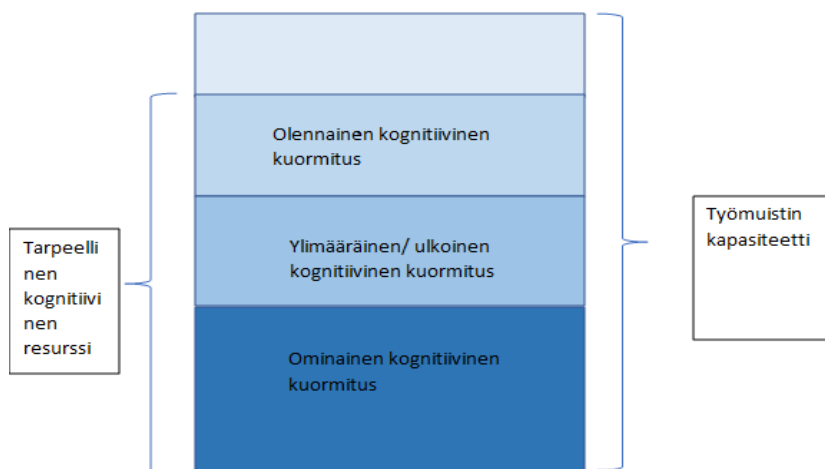 Olennainen kognitiivinen
kuormitus
Ylimääräinen/ ulkoinen
kognitiivinen kuormitus
Ominainen kognitiivinen
kuormitus
Tarpeelli
nen
kognitiivi
nen
resurssi
Työmuistin
kapasiteetti